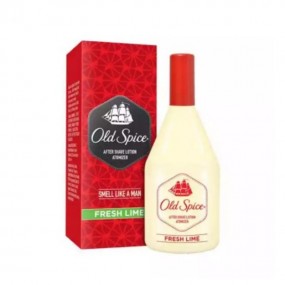 Old Spice
AFTER SHAVE LOTION
ATOMIZER
SMELL LIKE A MAN
FRESH LIME
Old Spice
AFTER SHAVE LOTION
ATOMIZER
FRESH LIME